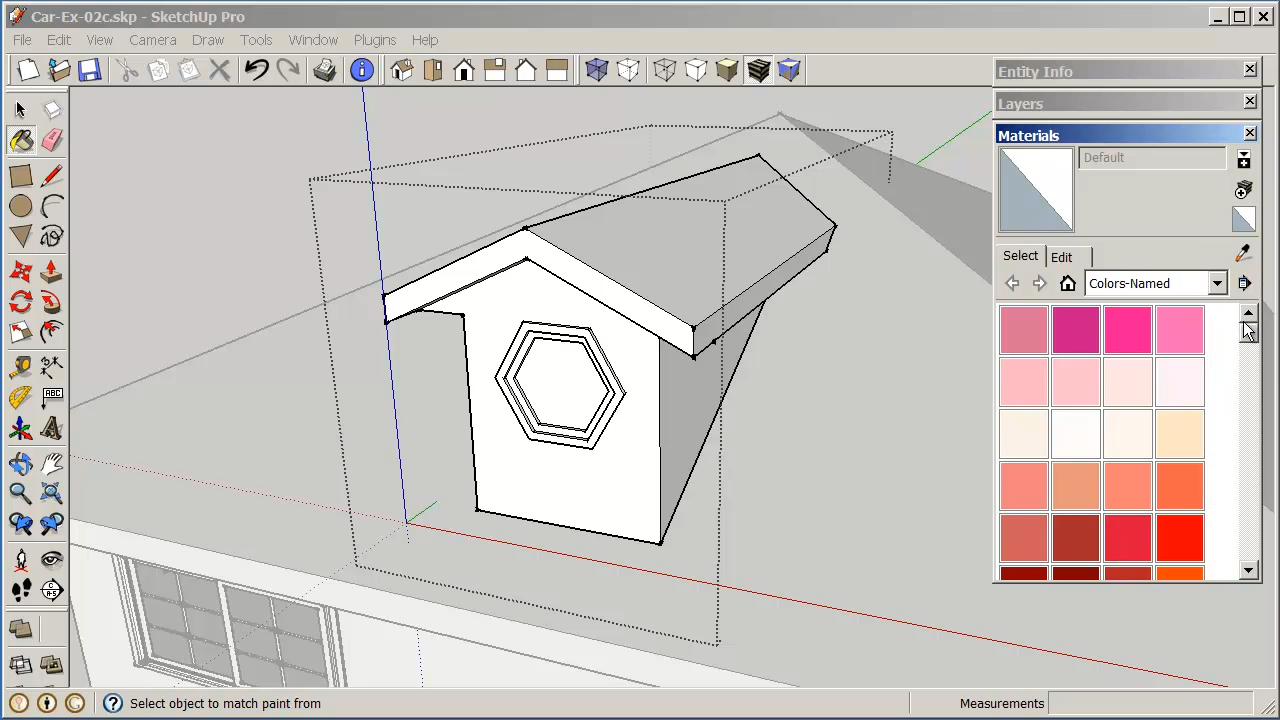 Car-Ex-02c.skp - SketchUp Pro
File Edit View Camera Draw Tools Window Plugins Help
Entity Info
Layers
Materials
Default
Select Edit
Colors-Named
ABC
A
C
A-S
G
Select object to match paint from
Measurements